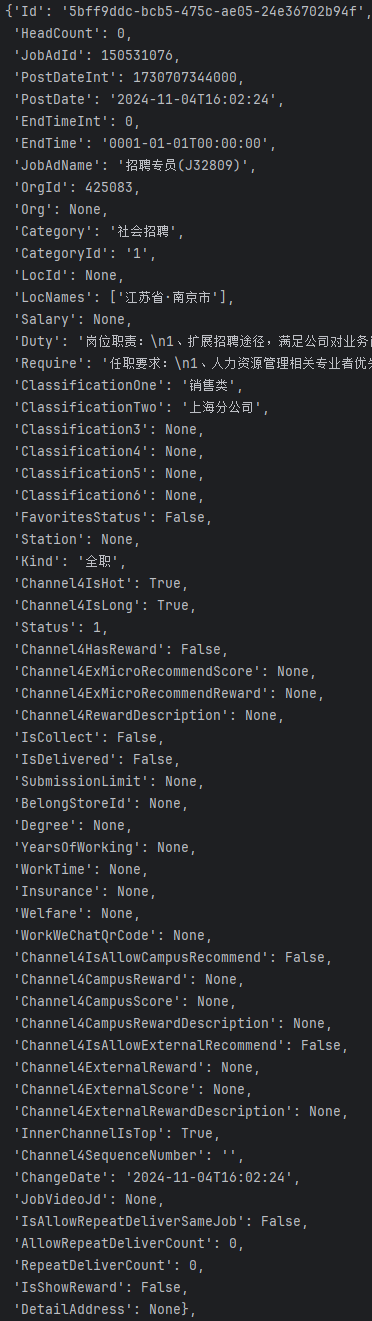 {'Id': '5bff9ddc-bcb5-475c-ae05-24e36702b94f',
'HeadCount': 0,
'JobAdId': 150531076,
'PostDateInt': 1730707344000,
'PostDate': '2024-11-04T16:02:24',
'EndTimeInt': 0,
'EndTime': '0001-01-01T00:00:00',
'JobAdName': '招聘专员(J32809)',
'OrgId': 425083,
'Org': None,
'Category': '社会招聘',
'CategoryId': '1',
'LocId': None,
'LocNames': ['江苏省·南京市'],
'Salary': None,
'Duty': '岗位职责：\n1、扩展招聘途径，满足公司对业务
'Require': '任职要求：\n1、人力资源管理相关专业者优
'ClassificationOne': '销售类',
'ClassificationTwo': '上海分公司',
'Classification3': None,
'Classification4': None,
'Classification5': None,
'Classification6': None,
'FavoritesStatus': False,
'Station': None,
'Kind': '全职',
'Channel4IsHot': True,
'Channel4IsLong': True,
'Status': 1,
'Channel4HasReward': False,
'Channel4ExMicroRecommendScore': None,
'Channel4ExMicroRecommendReward': None,
'Channel4RewardDescription': None,
'IsCollect': False,
'IsDelivered': False,
'SubmissionLimit': None,
'BelongStoreId': None,
'Degree': None,
'YearsOfWorking': None,
'WorkTime': None,
'Insurance': None,
'Welfare': None,
'WorkWeChatQrCode': None,
'Channel4IsAllowCampusRecommend': False,
'Channel4CampusReward': None,
'Channel4CampusScore': None,
'Channel4CampusRewardDescription': None,
'Channel4IsAllowExternalRecommend': False,
'Channel4ExternalReward': None,
'Channel4ExternalScore': None,
'Channel4ExternalRewardDescription': None,
'InnerChannelIsTop': True,
'Channel4SequenceNumber': '',
'ChangeDate': '2024-11-04T16:02:24',
'JobVideoJd': None,
'IsAllowRepeatDeliverSameJob': False,
'AllowRepeatDeliverCount': 0,
'RepeatDeliverCount': 0,
'IsShowReward': False,
'DetailAddress': None},